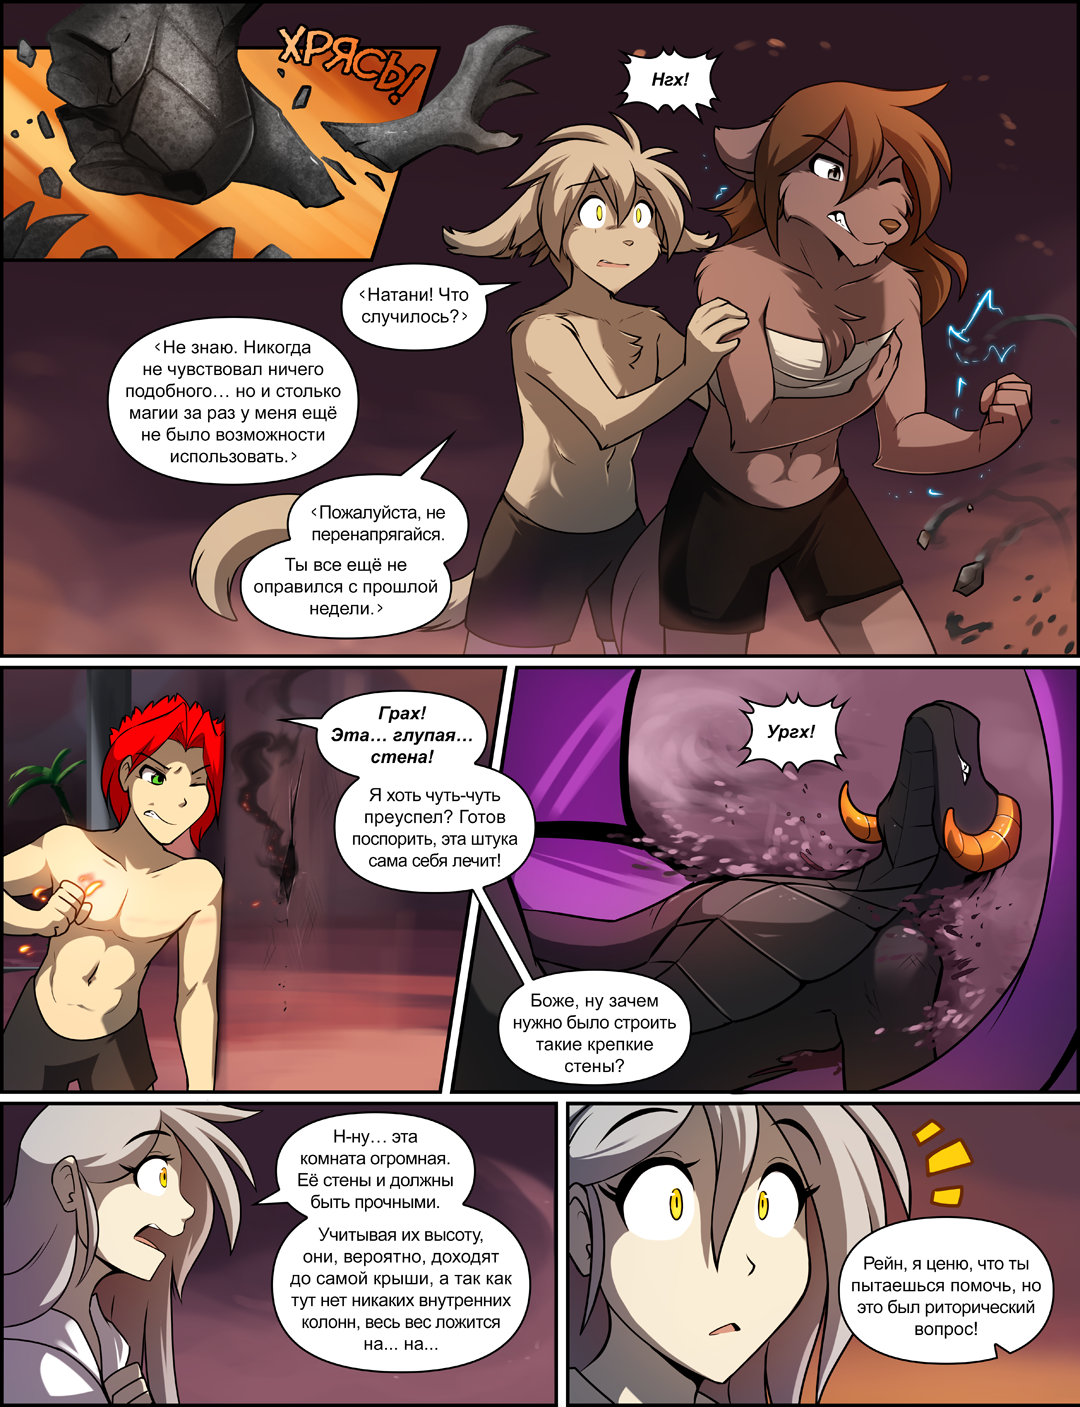 ХРЯСЬ!
Нгх!
‹Натани! Что
случилось?›
‹Не знаю. Никогда
не чувствовал ничего
подобного... но и столько
магии за раз у меня ещё
не было возможности
использовать.›
‹Пожалуйста, не
перенапрягайся.
Ты все ещё не
оправился с прошлой
недели.›
Грах!
Эта... глупая...
стена!
Я хоть чуть-чуть
преуспел? Готов
поспорить, эта штука
сама себя лечит!
Ургх!
Боже, ну зачем
нужно было строить
такие крепкие
стены?
Н-ну... эта
комната огромная.
Её стены и должны
быть прочными.
Учитывая их высоту,
они, вероятно, доходят
до самой крыши, а так как
тут нет никаких внутренних
колонн, весь вес ложится
на... на...
Рейн, я ценю, что ты
пытаешься помочь, но
это был риторический
вопрос!